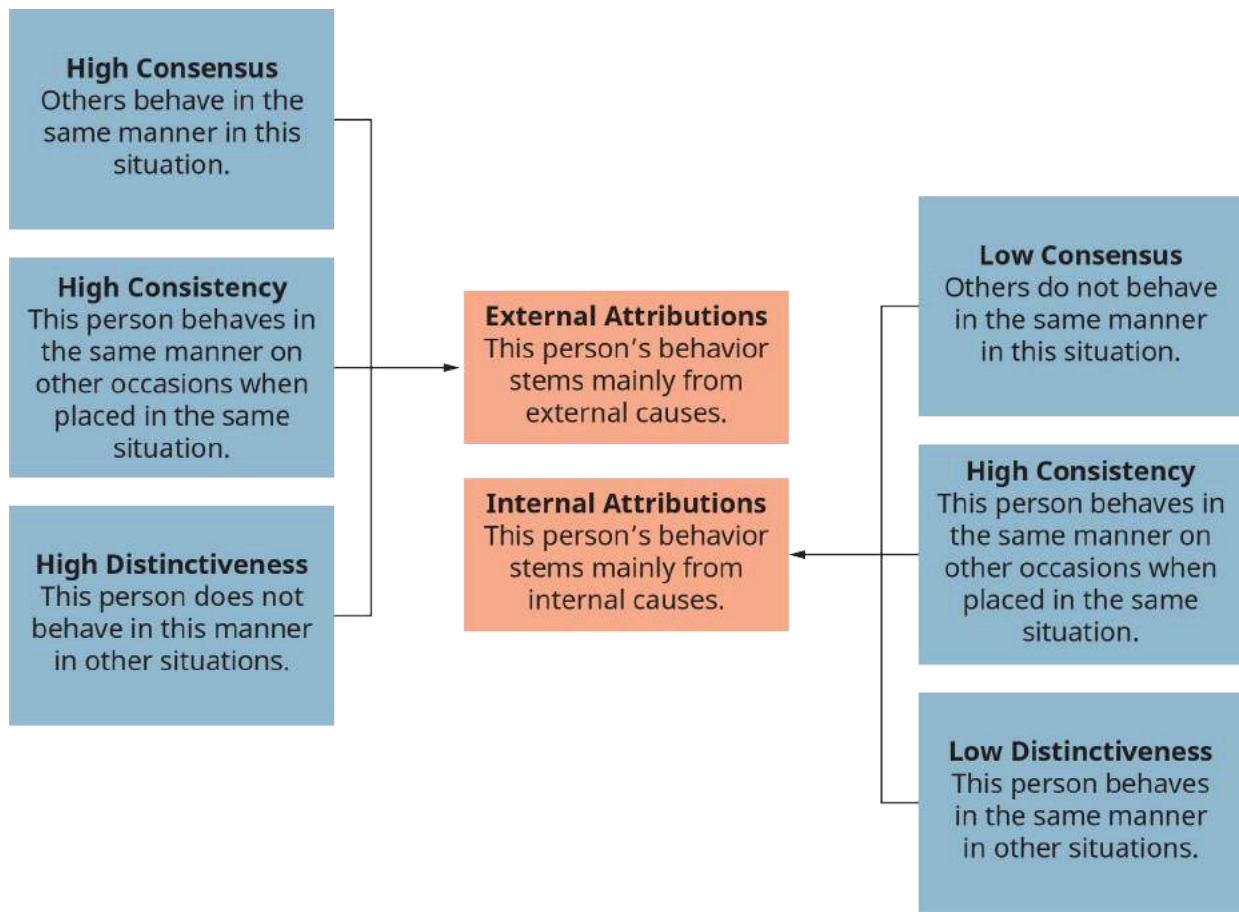 High Consensus
Others behave in the
same manner in this
situation.
High Consistency
This person behaves in
the same manner on
other occasions when
placed in the same
situation.
High Distinctiveness
This person does not
behave in this manner
in other situations.
External Attributions
This person’s behavior
stems mainly from
external causes.
Internal Attributions
This person’s behavior
stems mainly from
internal causes.
Low Consensus
Others do not behave
in the same manner
in this situation.
High Consistency
This person behaves in
the same manner on
other occasions when
placed in the same
situation.
Low Distinctiveness
This person behaves
in the same manner
in other situations.